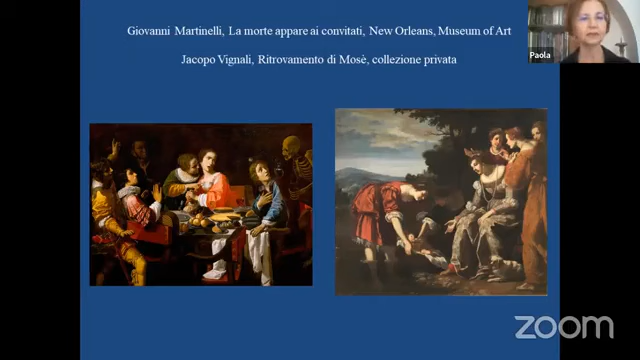 Giovanni Martinelli, La morte appare ai convitati, New Orleans, Museum of Art
Jacopo Vignali, Ritrovamento di Mosè, collezione privata
Paola
zoom